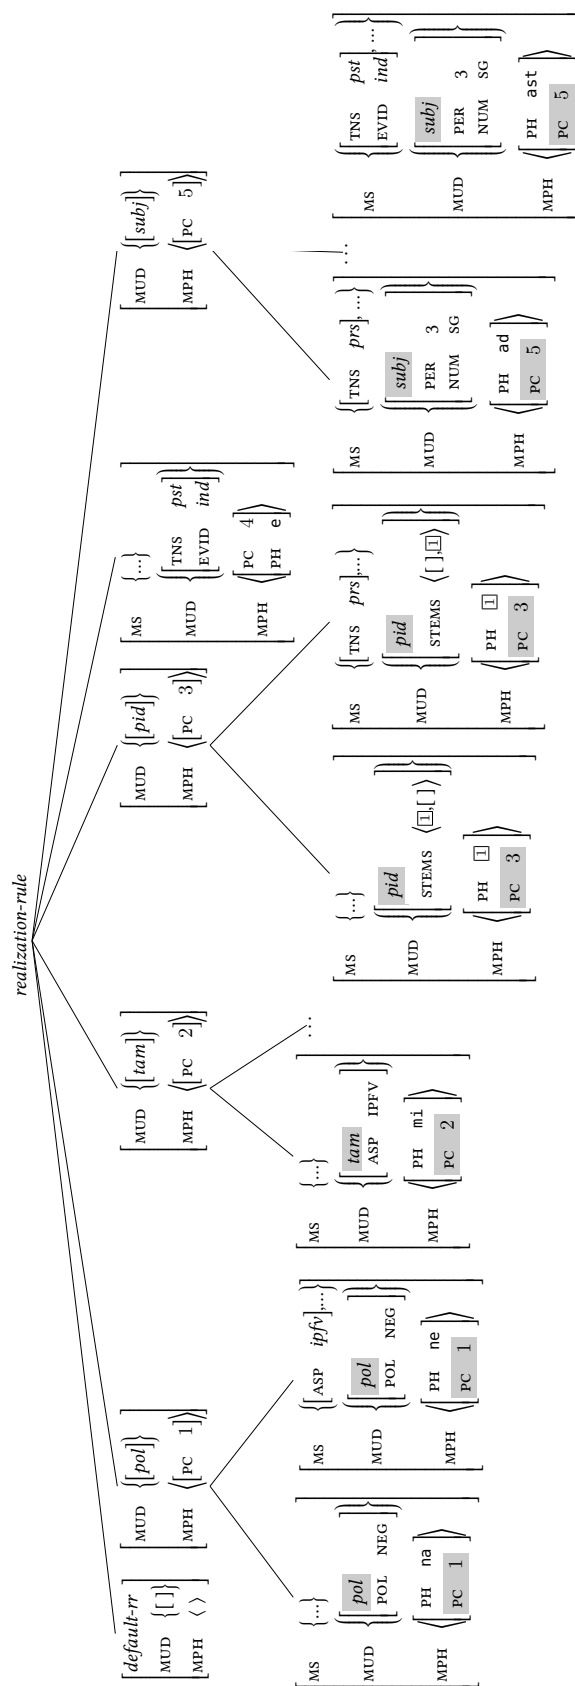 realization-rule
default-rr
MUD {[ ]}
MPH ⟨ ⟩
MUD {[pol]}
MPH ⟨[PC 1]⟩
MUD {[tam]}
MPH ⟨[PC 2]⟩
MUD {[pid]}
MPH ⟨[PC 3]⟩
MS {...}
MUD {[TNS pst
EVID ind]}
MPH ⟨[PC 4
PH e]⟩
MUD {[subj]}
MPH ⟨[PC 5]⟩
MS {...}
MUD {[pol
POL NEG]}
MPH ⟨[PH na
PC 1]⟩
MS {[ASP ipfv],...}
MUD {[pol
POL NEG]}
MPH ⟨[PH ne
PC 1]⟩
MS {...}
MUD {[tam
ASP IPFV]}
MPH ⟨[PH mi
PC 2]⟩
...
MS {...}
MUD {[pid
STEMS ⟨1,[ ]⟩]}
MPH ⟨[PH 1
PC 3]⟩
MS {[TNS prs],...}
MUD {[pid
STEMS ⟨[ ],1⟩]}
MPH ⟨[PH 1
PC 3]⟩
MS {[TNS prs],...}
MUD {[subj
PER 3
NUM SG]}
MPH ⟨[PH ad
PC 5]⟩
...
MS {[TNS pst
EVID ind],...}
MUD {[subj
PER 3
NUM SG]}
MPH ⟨[PH ast
PC 5]⟩